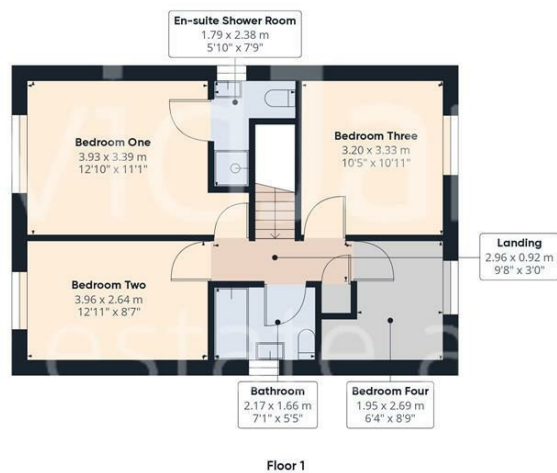 En-suite Shower Room
1.79 x 2.38 m
5'10" x 7'9"
Bedroom One
3.93 x 3.39 m
12'10" x 11'1"
Bedroom Three
3.20 x 3.33 m
10'5" x 10'11"
Landing
2.96 x 0.92 m
9'8" x 3'0"
Bedroom Two
3.96 x 2.64 m
12'11" x 8'7"
Bathroom
2.17 x 1.66 m
7'1" x 5'5"
Bedroom Four
1.95 x 2.69 m
6'4" x 8'9"
Floor 1